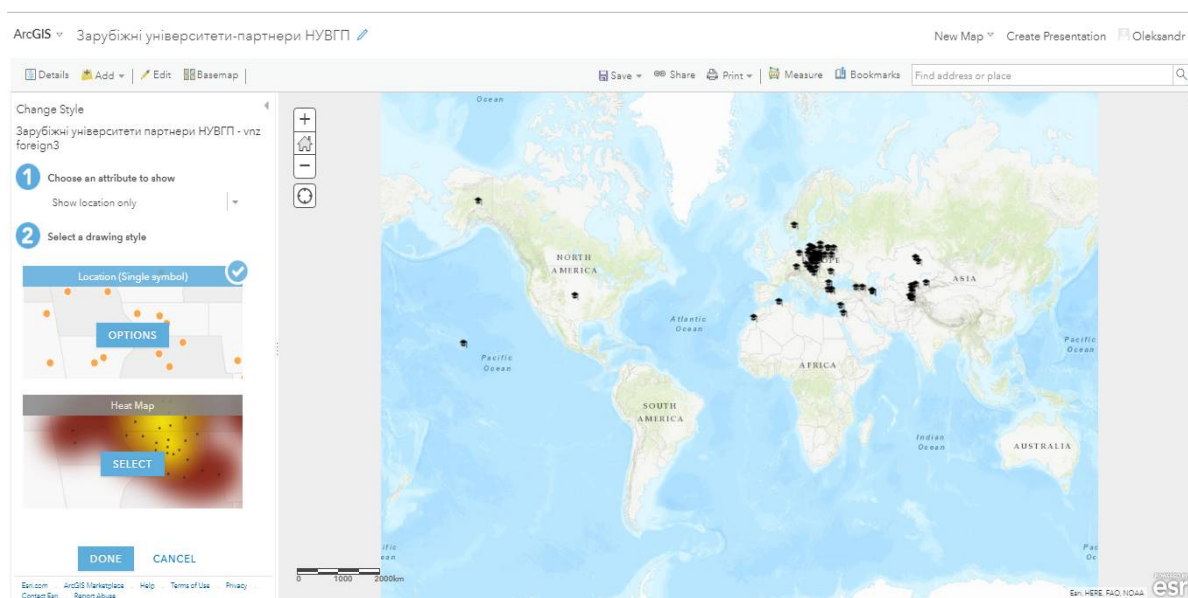 ArcGIS Зарубіжні університети-партнери НУВГП
New Map Create Presentation Oleksandr
Details Add Edit Basemap
Save Share Print Measure Bookmarks Find address or place
Change Style
Зарубіжні університети партнери НУВГП - vnz
foreign3
1 Choose an attribute to show
Show location only
2 Select a drawing style
Location (Single symbol)
OPTIONS
Heat Map
SELECT
DONE CANCEL
Esri.com Terms of Use Privacy
ArcGIS Marketplace Help
Contact Esri Report Abuse
Ocean
NORTH
AMERICA
ASIA
Atlantic
Ocean
Pacific
Ocean
Pacific
Ocean
AFRICA
SOUTH
AMERICA
Indian
Ocean
AUSTRALIA
0 1000 2000km
Esri, HERE, FAO, NOAA
esri